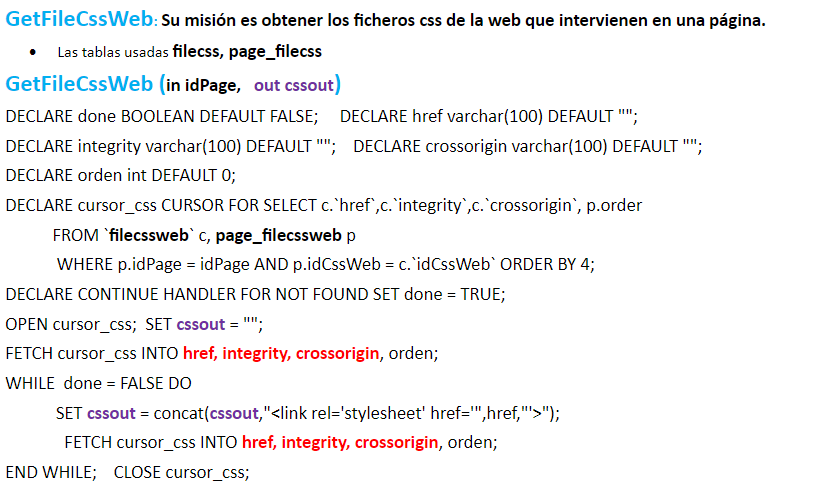 GetFileCssWeb: Su misión es obtener los ficheros css de la web que intervienen en una página.
• Las tablas usadas filecss, page_filecss
GetFileCssWeb (in idPage, out cssout)
DECLARE done BOOLEAN DEFAULT FALSE; DECLARE href varchar(100) DEFAULT "";
DECLARE integrity varchar(100) DEFAULT ""; DECLARE crossorigin varchar(100) DEFAULT "";
DECLARE orden int DEFAULT 0;
DECLARE cursor_css CURSOR FOR SELECT c.`href`,c.`integrity`,c.`crossorigin`, p.order
FROM `filecssweb` c, page_filecssweb p
WHERE p.idPage = idPage AND p.idCssWeb = c.`idCssWeb` ORDER BY 4;
DECLARE CONTINUE HANDLER FOR NOT FOUND SET done = TRUE;
OPEN cursor_css; SET cssout = "";
FETCH cursor_css INTO href, integrity, crossorigin, orden;
WHILE done = FALSE DO
SET cssout = concat(cssout,"<link rel='stylesheet' href='",href,"'>");
FETCH cursor_css INTO href, integrity, crossorigin, orden;
END WHILE; CLOSE cursor_css;